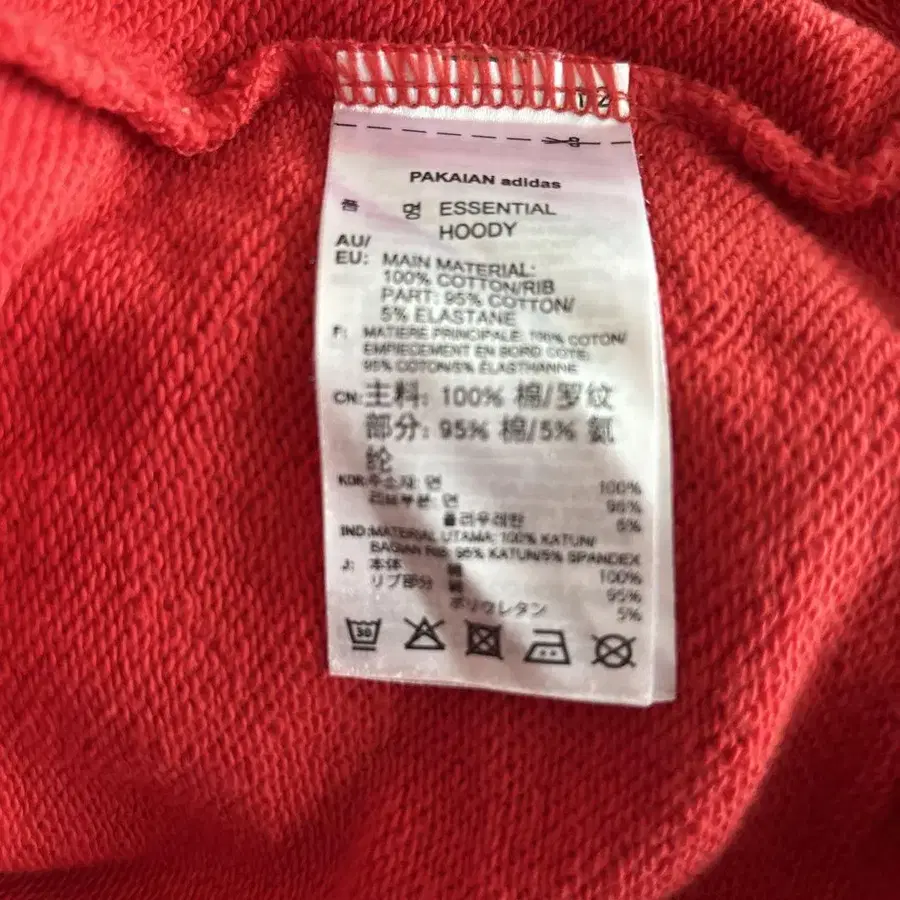 12
PAKAIAN adidas
품 명 ESSENTIAL
HOODY
AU/
EU: MAIN MATERIAL:
100% COTTON/RIB
PART: 95% COTTON/
5% ELASTANE
F: MATIERE PRINCIPALE: 100% COTON/
EMPIECEMENT EN BORD COTE:
95% COTON/5% ELASTHANNE
CN: 主料: 100% 棉/罗纹
部分: 95% 棉/5% 氨
纶
KOR: 주소재: 면 100%
리브부분: 면 95%
폴리우레탄 5%
IND: MATERIAL UTAMA: 100% KATUN/
BAGIAN RIB: 95% KATUN/5% SPANDEX
J: 本体 綿 100%
リブ部分 綿 95%
ポリウレタン 5%
30